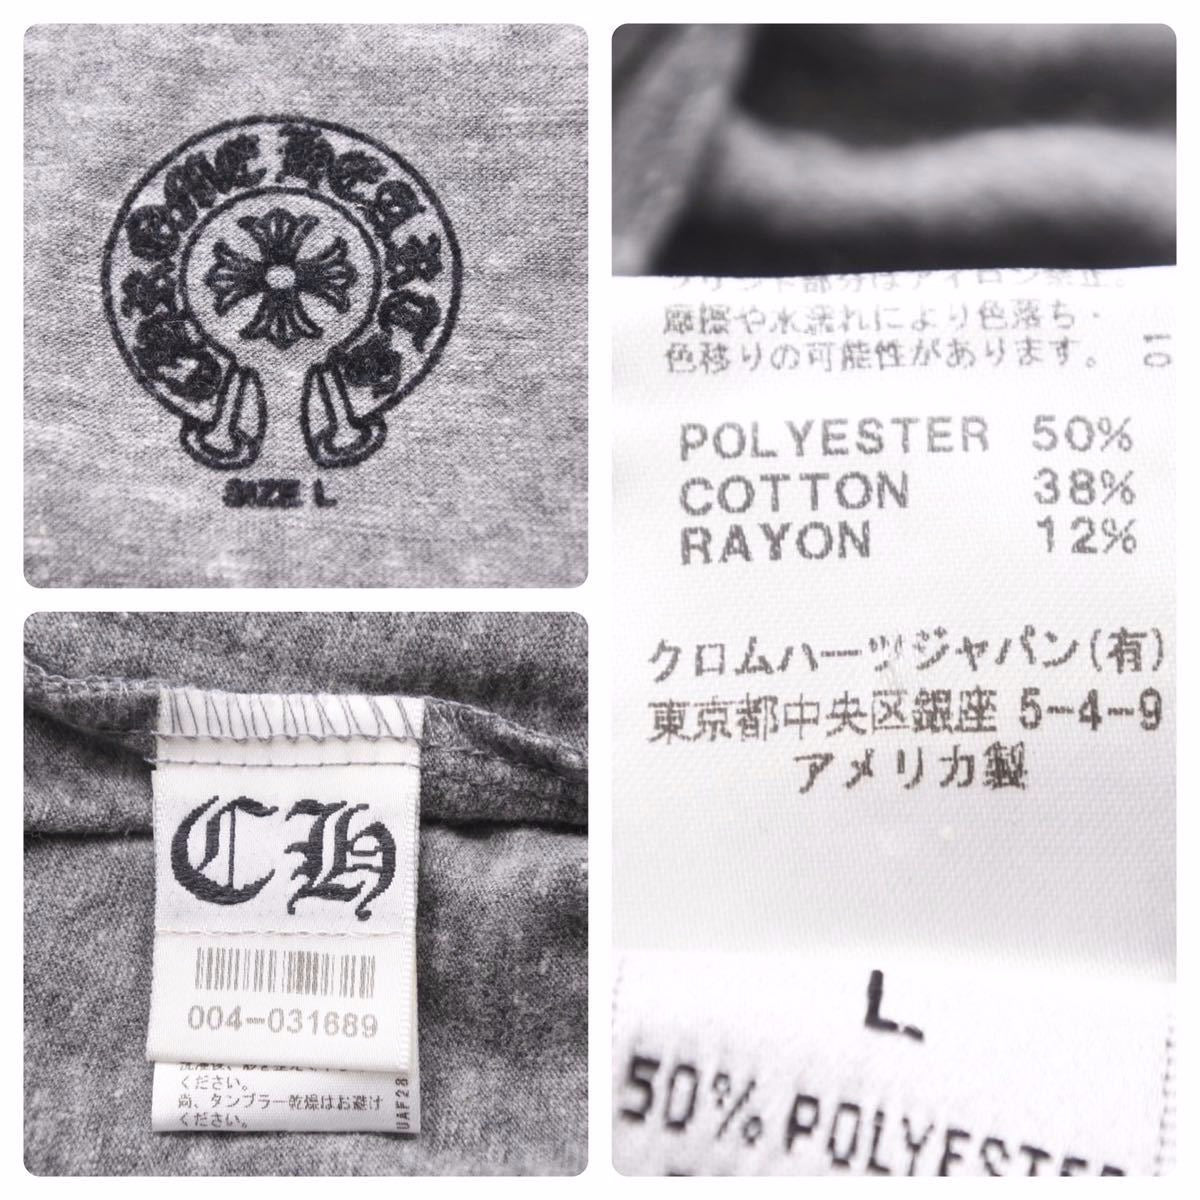 CHROME HEARTS
SIZE L
CH
004-031689
ください。
尚、タンブラー乾燥はお避け
ください。
UAF28
プリント部分はアイロン禁止。
摩擦や水濡れにより色落ち・
色移りの可能性があります。
01
POLYESTER 50%
COTTON 38%
RAYON 12%
クロムハーツジャパン(有)
東京都中央区銀座 5-4-9
アメリカ製
L
50% POLYESTER